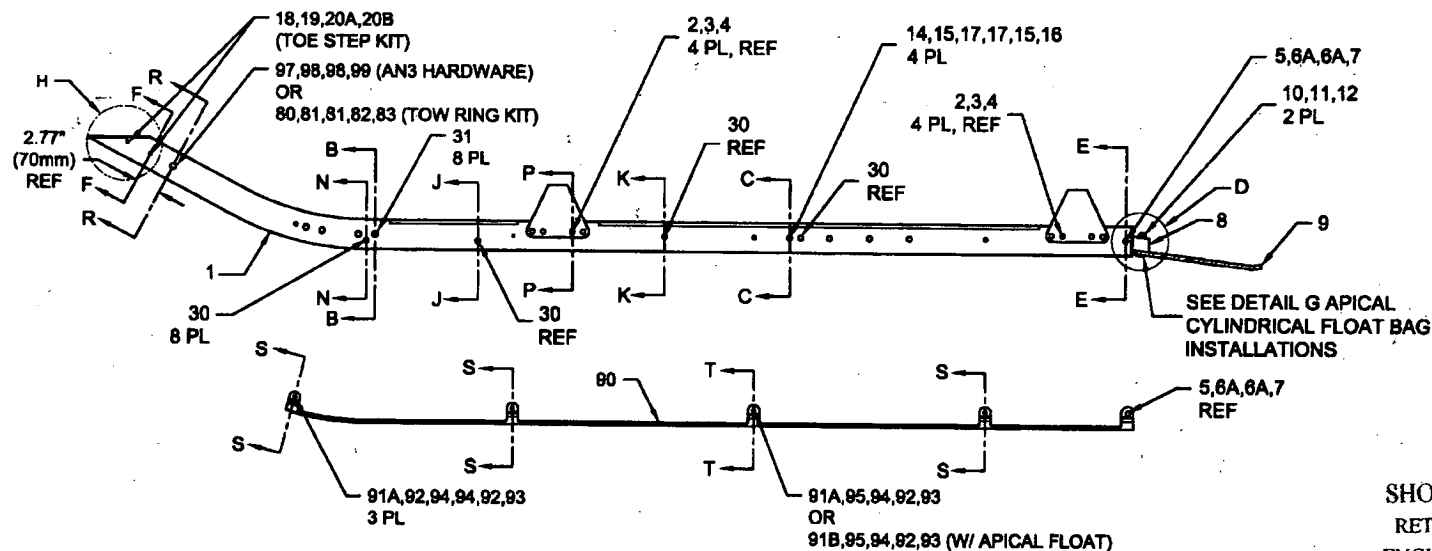 18,19,20A,20B
(TOE STEP KIT)
97,98,98,99 (AN3 HARDWARE)
OR
80,81,81,82,83 (TOW RING KIT)
H
R
F
2.77"
(70mm)
REF
F
R
B
31
8 PL
N
J
P
2,3,4
4 PL, REF
K
30
REF
C
14,15,17,17,15,16
4 PL
30
REF
2,3,4
4 PL, REF
E
5,6A,6A,7
10,11,12
2 PL
D
8
9
1
30
8 PL
N
B
J
30
REF
P
K
C
E
SEE DETAIL G APICAL
CYLINDRICAL FLOAT BAG
INSTALLATIONS
S
S
90
T
S
5,6A,6A,7
REF
S
S
T
S
91A,92,94,94,92,93
3 PL
91A,95,94,92,93
OR
91B,95,94,92,93 (W/ APICAL FLOAT)
SHO
RET